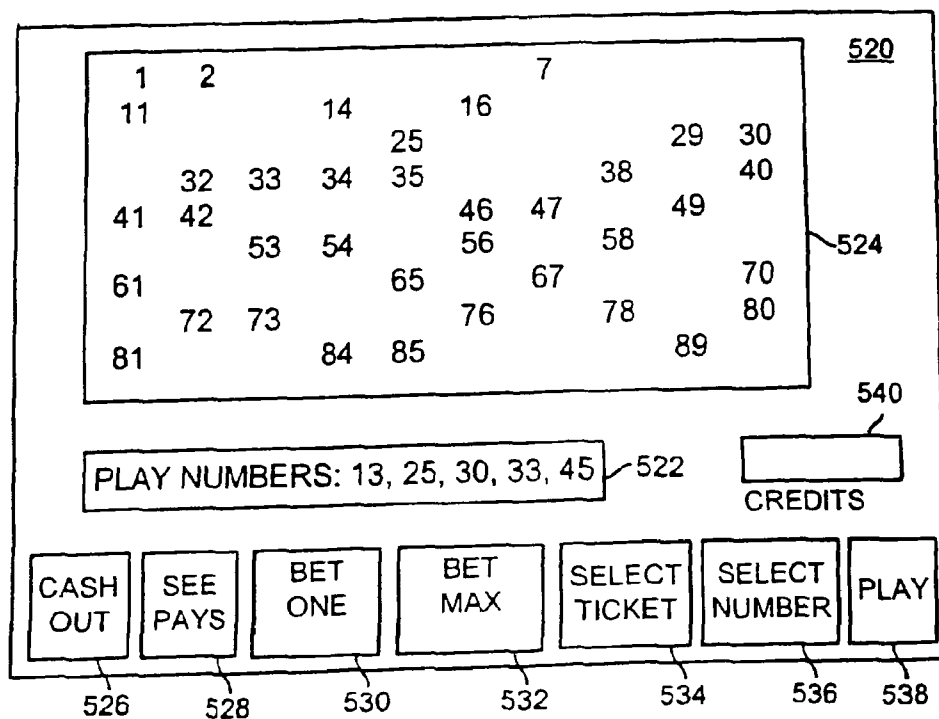 520
1 2 7
11 14 16
25 29 30
32 33 34 35 38 40
41 42 46 47 49
53 54 56 58
524
61 65 67 70
72 73 76 78 80
81 84 85 89
540
PLAY NUMBERS: 13, 25, 30, 33, 45
522
CREDITS
CASH OUT
SEE PAYS
BET ONE
BET MAX
SELECT TICKET
SELECT NUMBER
PLAY
526 528 530 532 534 536 538